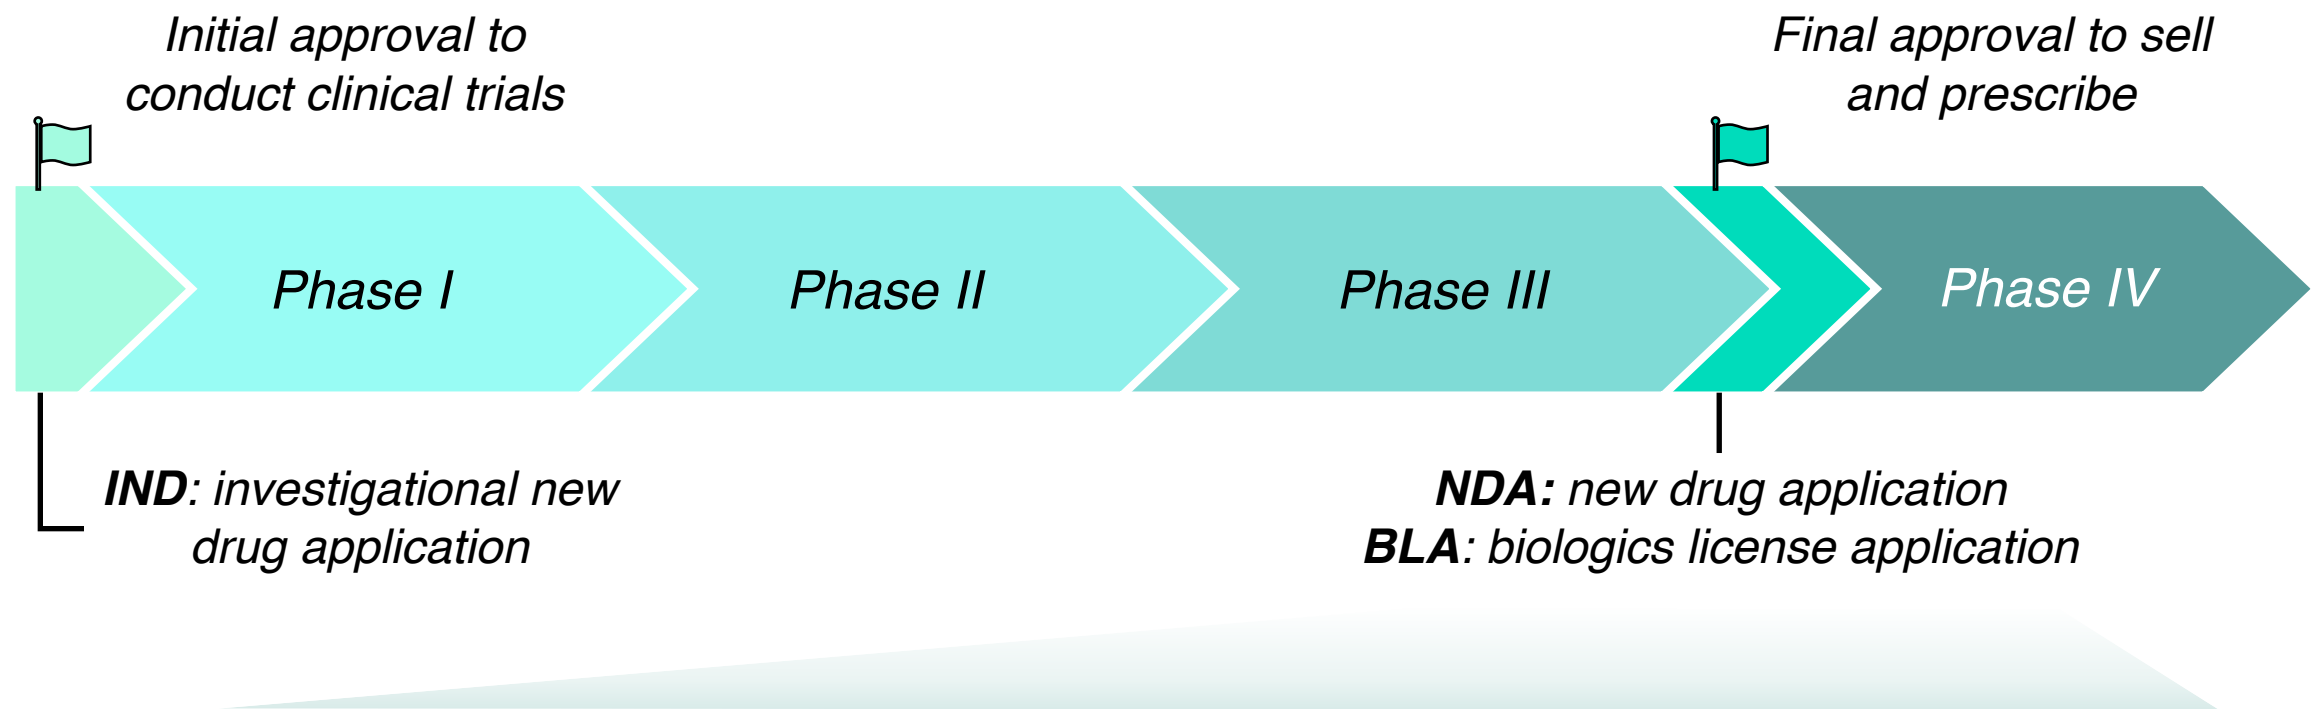 Initial approval to
conduct clinical trials
Final approval to sell
and prescribe
Phase I
Phase II
Phase III
Phase IV
IND: investigational new
drug application
NDA: new drug application
BLA: biologics license application